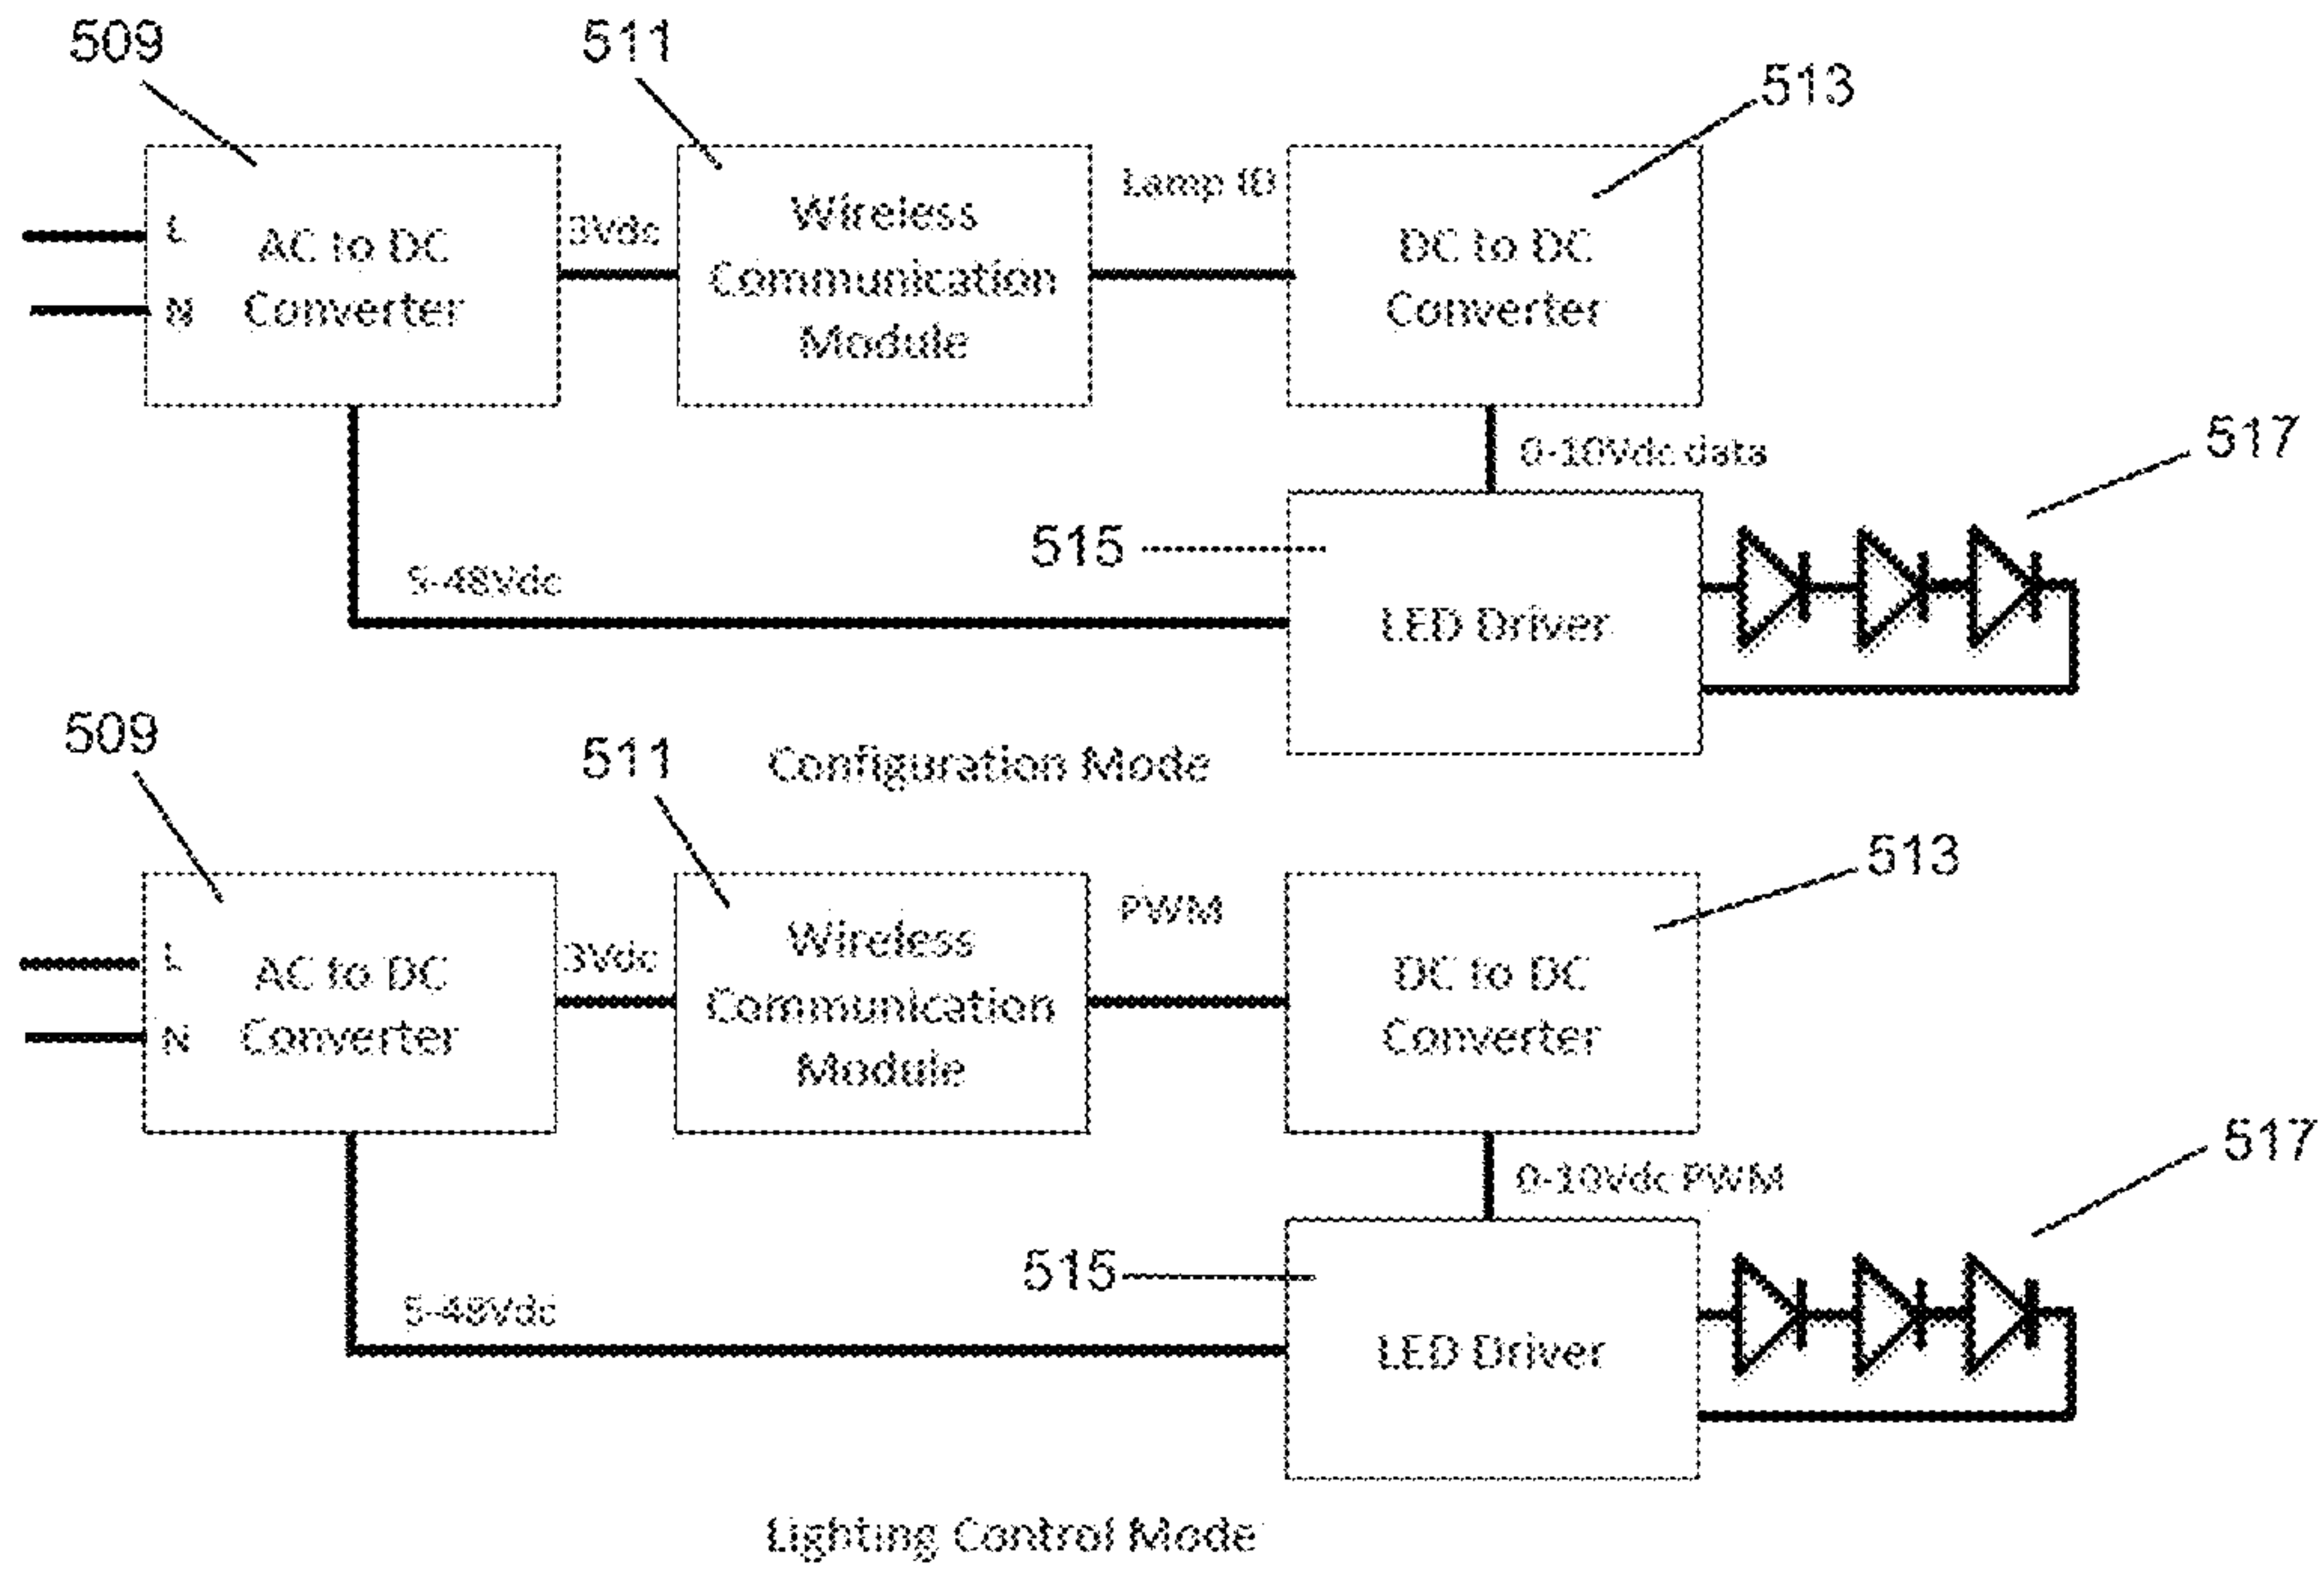 509
511
513
L
N
AC to DC
Converter
3Vdc
Wireless
Communication
Module
Lamp ID
DC to DC
Converter
0-10Vdc data
517
515
5-48Vdc
LED Driver
Configuration Mode
509
511
513
L
N
AC to DC
Converter
3Vdc
Wireless
Communication
Module
PWM
DC to DC
Converter
0-10Vdc PWM
517
515
5-48Vdc
LED Driver
Lighting Control Mode